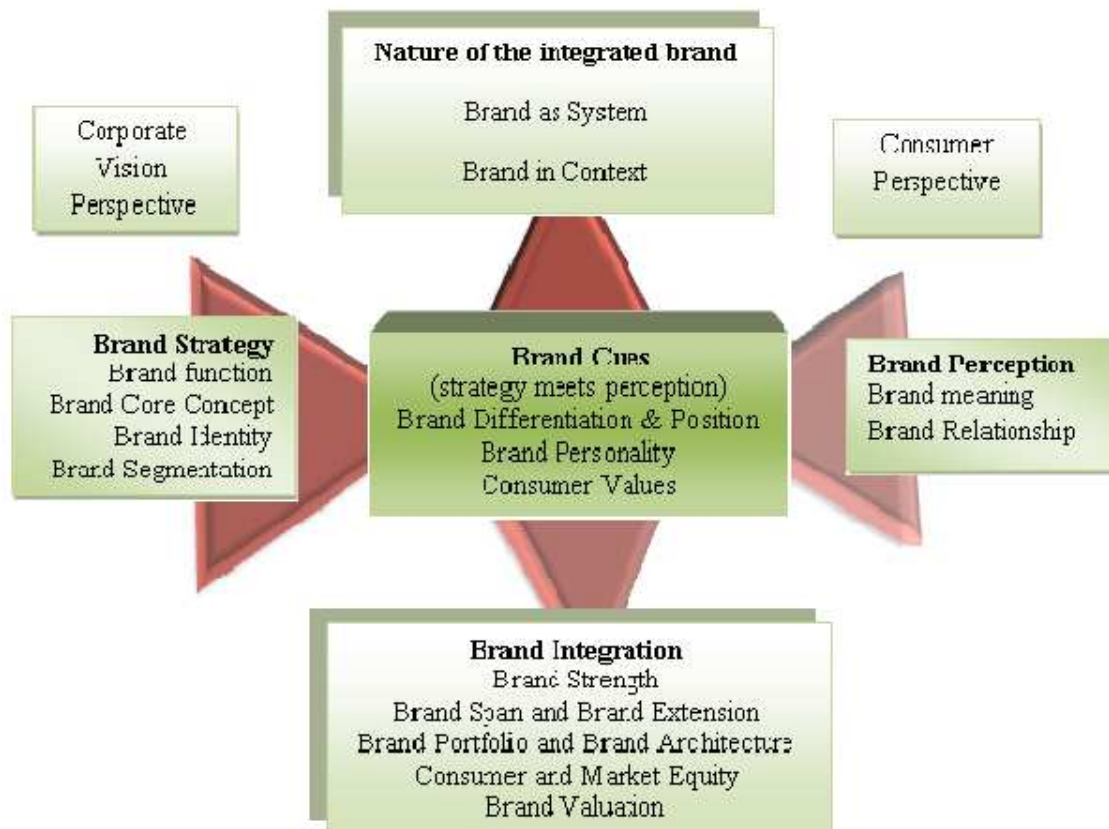 Nature of the integrated brand
Brand as System
Brand in Context
Corporate
Vision
Perspective
Consumer
Perspective
Brand Strategy
Brand function
Brand Core Concept
Brand Identity
Brand Segmentation
Brand Cues
(strategy meets perception)
Brand Differentiation & Position
Brand Personality
Consumer Values
Brand Perception
Brand meaning
Brand Relationship
Brand Integration
Brand Strength
Brand Span and Brand Extension
Brand Portfolio and Brand Architecture
Consumer and Market Equity
Brand Valuation